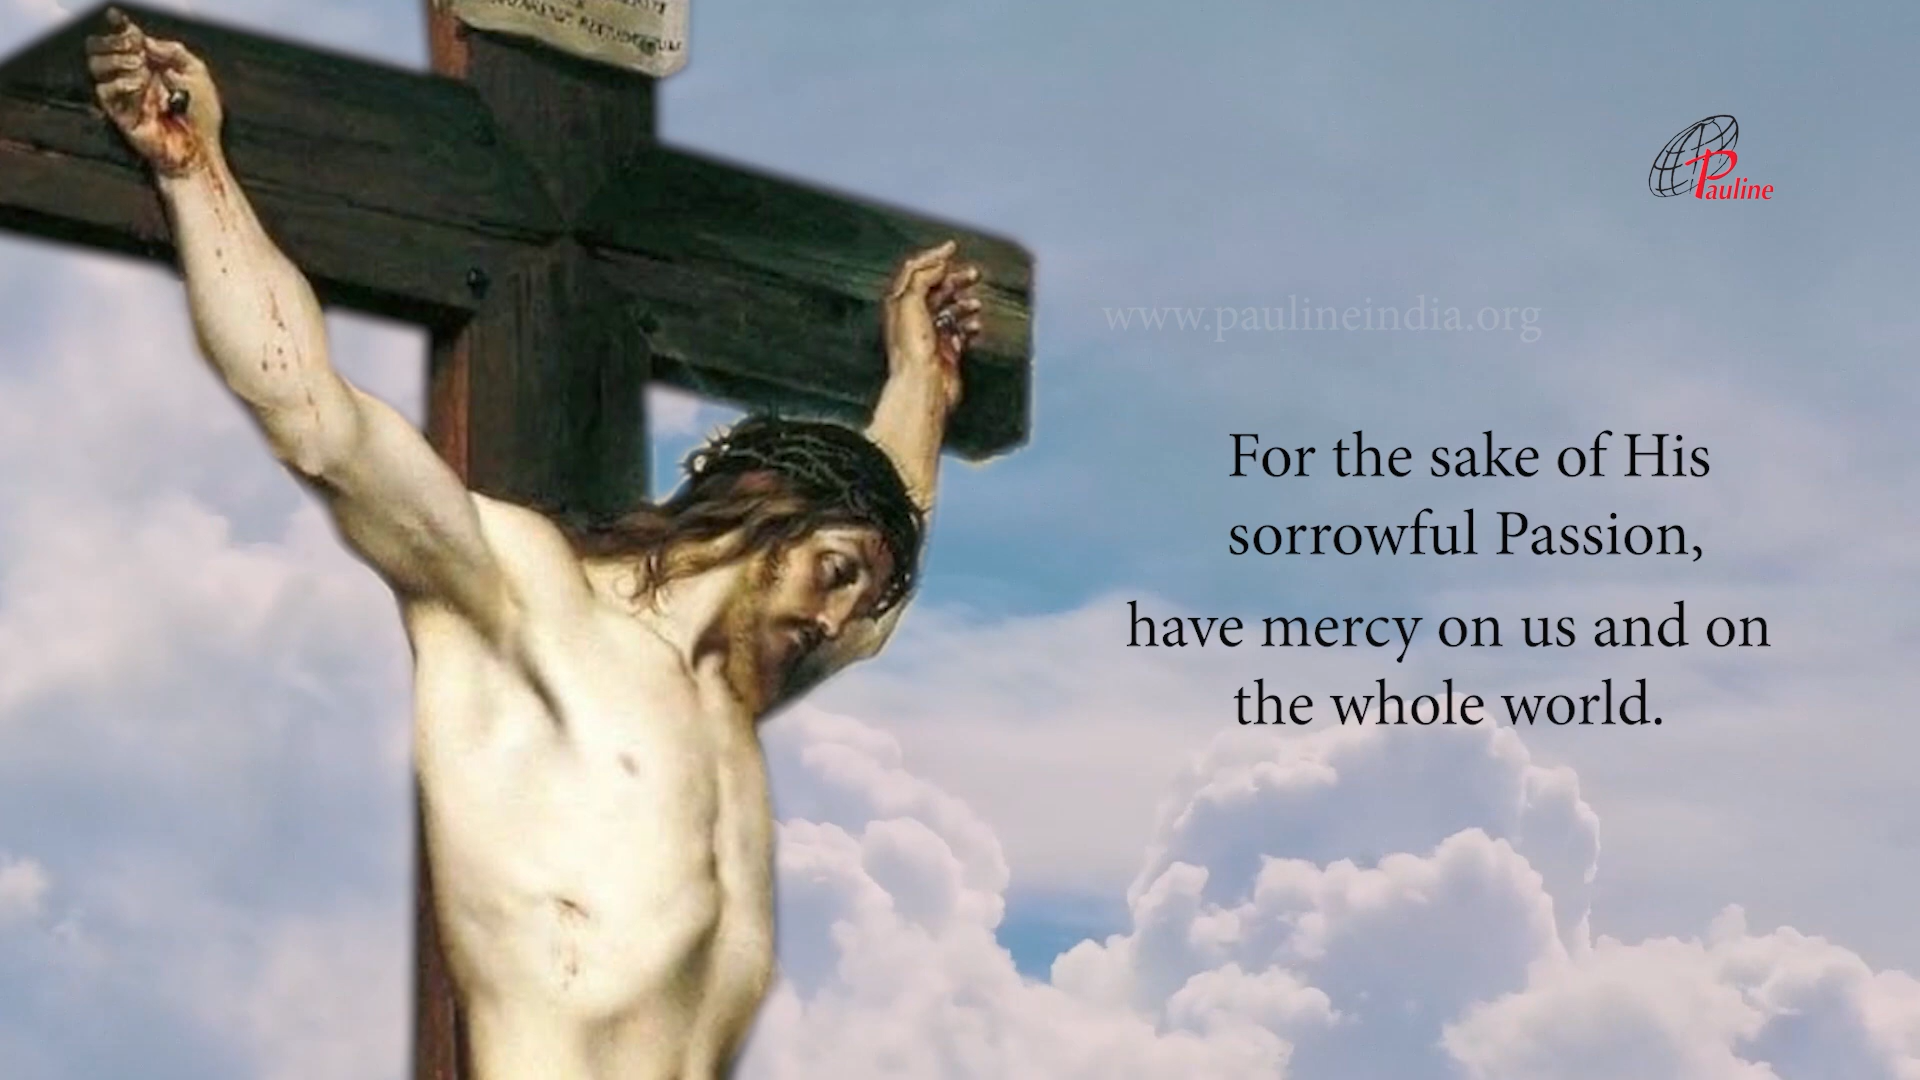 Pauline
www.paulineindia.org
For the sake of His
sorrowful Passion,
have mercy on us and on
the whole world.